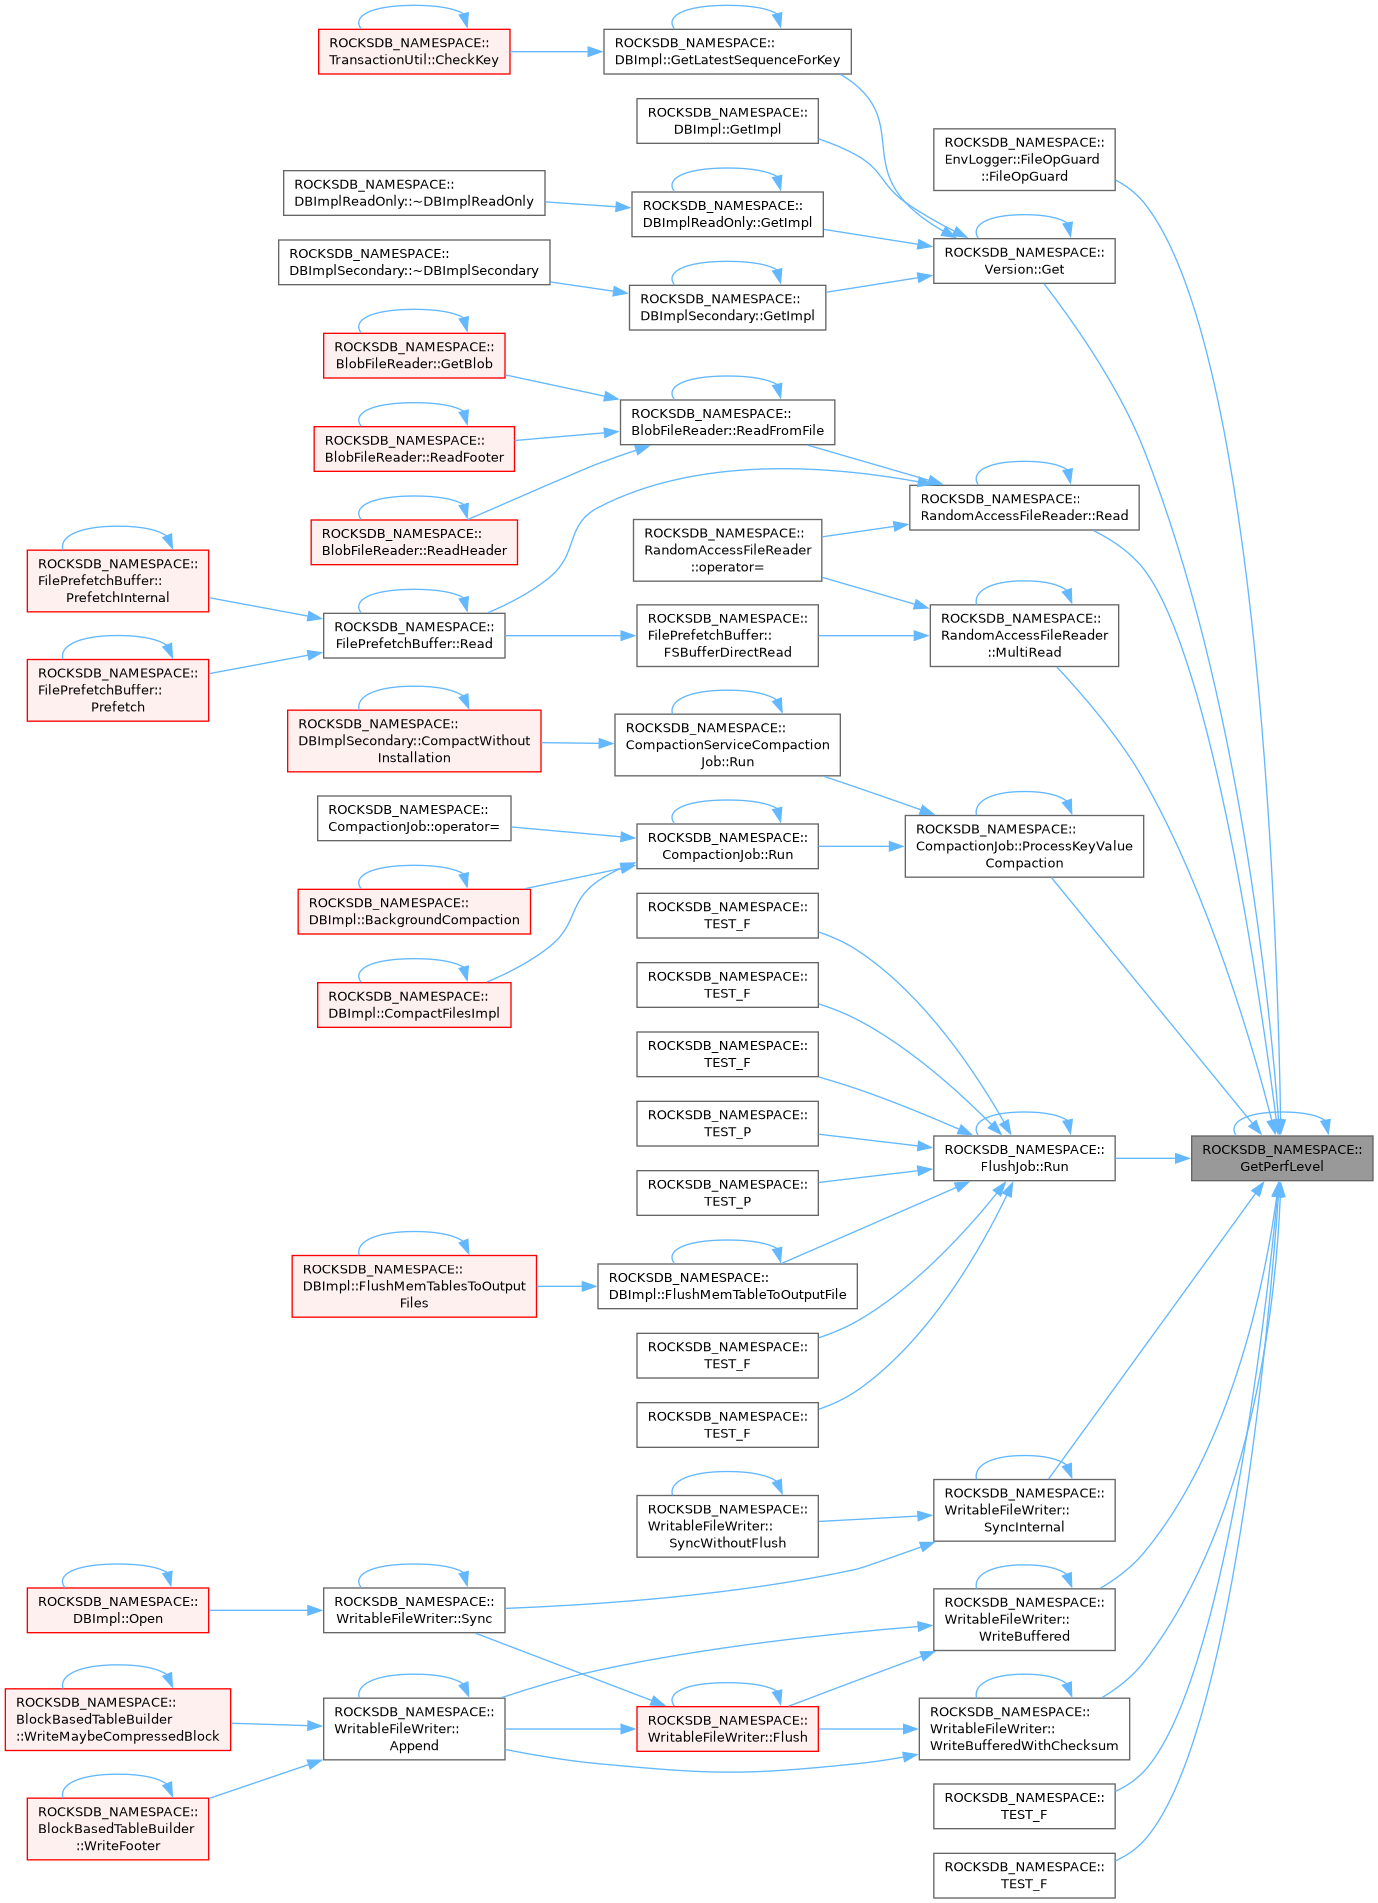 ROCKSDB_NAMESPACE::
TransactionUtil::CheckKey
ROCKSDB_NAMESPACE::
DBImpl::GetLatestSequenceForKey
ROCKSDB_NAMESPACE::
DBImpl::GetImpl
ROCKSDB_NAMESPACE::
EnvLogger::FileOpGuard
::FileOpGuard
ROCKSDB_NAMESPACE::
DBImplReadOnly::~DBImplReadOnly
ROCKSDB_NAMESPACE::
DBImplReadOnly::GetImpl
ROCKSDB_NAMESPACE::
Version::Get
ROCKSDB_NAMESPACE::
DBImplSecondary::~DBImplSecondary
ROCKSDB_NAMESPACE::
DBImplSecondary::GetImpl
ROCKSDB_NAMESPACE::
BlobFileReader::GetBlob
ROCKSDB_NAMESPACE::
BlobFileReader::ReadFromFile
ROCKSDB_NAMESPACE::
BlobFileReader::ReadFooter
ROCKSDB_NAMESPACE::
RandomAccessFileReader::Read
ROCKSDB_NAMESPACE::
BlobFileReader::ReadHeader
ROCKSDB_NAMESPACE::
RandomAccessFileReader
::operator=
ROCKSDB_NAMESPACE::
FilePrefetchBuffer::
PrefetchInternal
ROCKSDB_NAMESPACE::
FilePrefetchBuffer::Read
ROCKSDB_NAMESPACE::
FilePrefetchBuffer::
FSBufferDirectRead
ROCKSDB_NAMESPACE::
RandomAccessFileReader
::MultiRead
ROCKSDB_NAMESPACE::
FilePrefetchBuffer::
Prefetch
ROCKSDB_NAMESPACE::
DBImplSecondary::CompactWithout
Installation
ROCKSDB_NAMESPACE::
CompactionServiceCompaction
Job::Run
ROCKSDB_NAMESPACE::
CompactionJob::operator=
ROCKSDB_NAMESPACE::
CompactionJob::Run
ROCKSDB_NAMESPACE::
CompactionJob::ProcessKeyValue
Compaction
ROCKSDB_NAMESPACE::
DBImpl::BackgroundCompaction
ROCKSDB_NAMESPACE::
TEST_F
ROCKSDB_NAMESPACE::
DBImpl::CompactFilesImpl
ROCKSDB_NAMESPACE::
TEST_F
ROCKSDB_NAMESPACE::
TEST_F
ROCKSDB_NAMESPACE::
TEST_P
ROCKSDB_NAMESPACE::
FlushJob::Run
ROCKSDB_NAMESPACE::
GetPerfLevel
ROCKSDB_NAMESPACE::
TEST_P
ROCKSDB_NAMESPACE::
DBImpl::FlushMemTablesToOutput
Files
ROCKSDB_NAMESPACE::
DBImpl::FlushMemTableToOutputFile
ROCKSDB_NAMESPACE::
TEST_F
ROCKSDB_NAMESPACE::
TEST_F
ROCKSDB_NAMESPACE::
WritableFileWriter::
SyncWithoutFlush
ROCKSDB_NAMESPACE::
WritableFileWriter::
SyncInternal
ROCKSDB_NAMESPACE::
DBImpl::Open
ROCKSDB_NAMESPACE::
WritableFileWriter::Sync
ROCKSDB_NAMESPACE::
WritableFileWriter::
WriteBuffered
ROCKSDB_NAMESPACE::
BlockBasedTableBuilder
::WriteMaybeCompressedBlock
ROCKSDB_NAMESPACE::
WritableFileWriter::
Append
ROCKSDB_NAMESPACE::
WritableFileWriter::Flush
ROCKSDB_NAMESPACE::
WritableFileWriter::
WriteBufferedWithChecksum
ROCKSDB_NAMESPACE::
BlockBasedTableBuilder
::WriteFooter
ROCKSDB_NAMESPACE::
TEST_F
ROCKSDB_NAMESPACE::
TEST_F